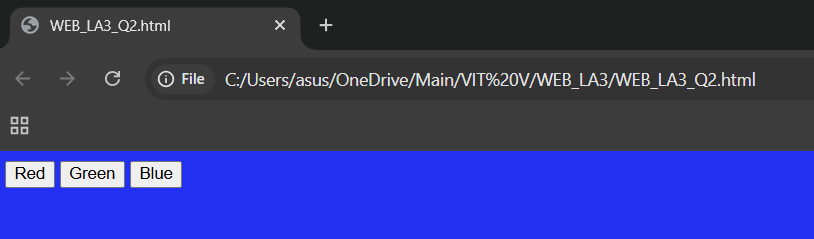 WEB_LA3_Q2.html
File C:/Users/asus/OneDrive/Main/VIT%20V/WEB_LA3/WEB_LA3_Q2.html
Red Green Blue